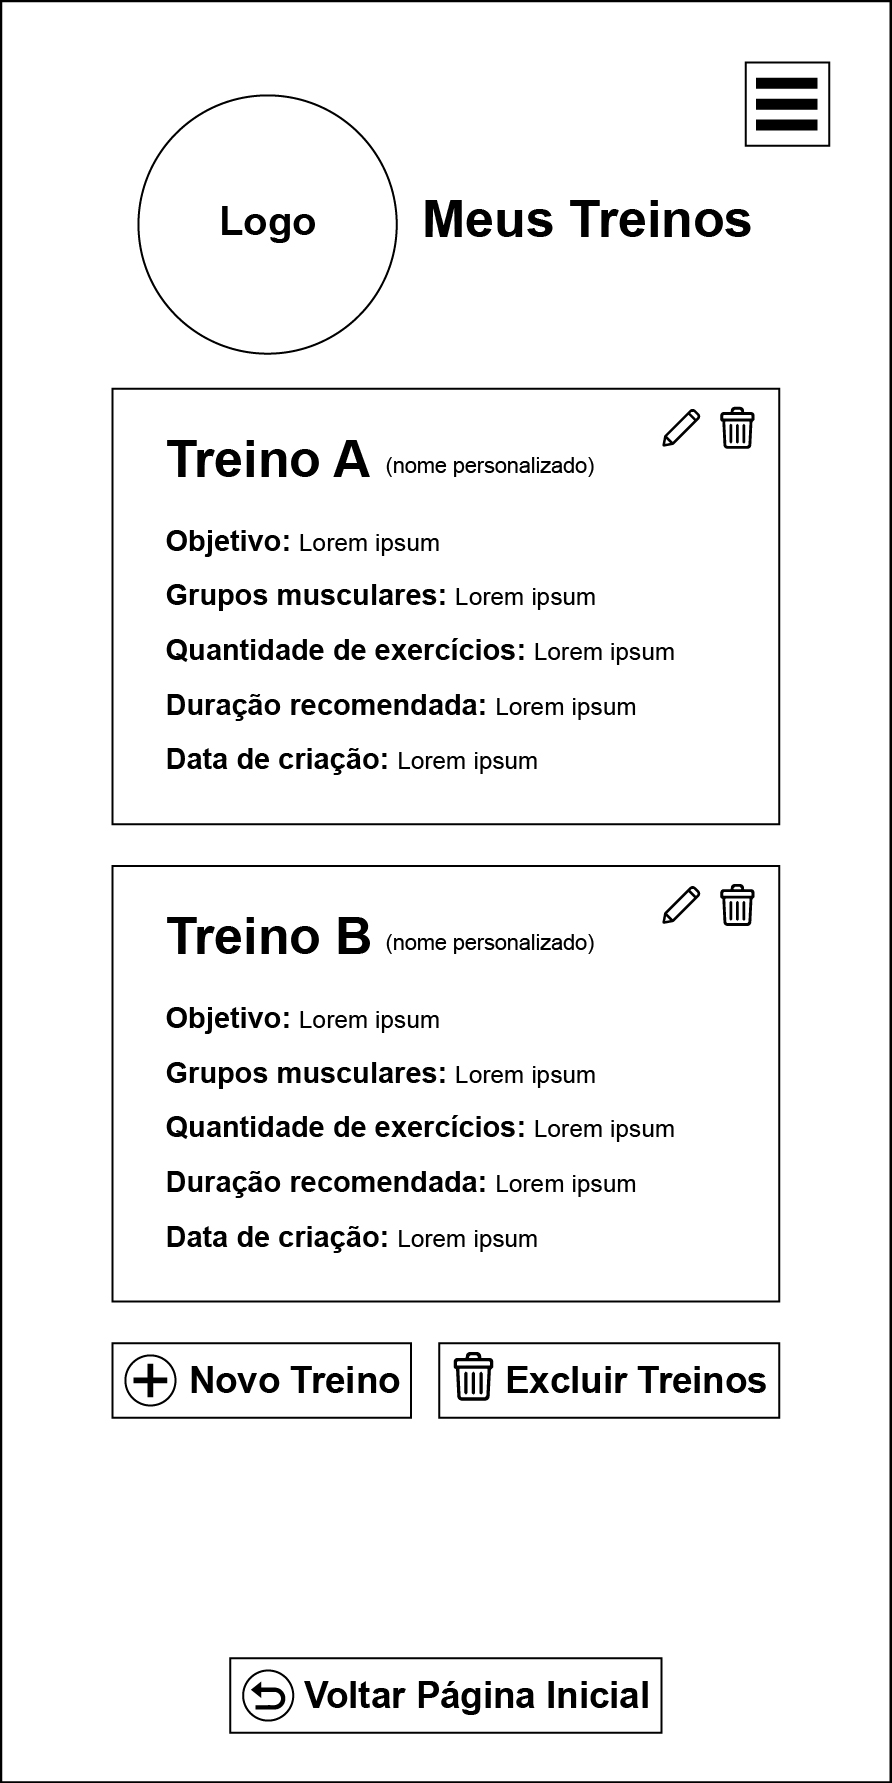 Logo
Meus Treinos
Treino A (nome personalizado)
Objetivo: Lorem ipsum
Grupos musculares: Lorem ipsum
Quantidade de exercícios: Lorem ipsum
Duração recomendada: Lorem ipsum
Data de criação: Lorem ipsum
Treino B (nome personalizado)
Objetivo: Lorem ipsum
Grupos musculares: Lorem ipsum
Quantidade de exercícios: Lorem ipsum
Duração recomendada: Lorem ipsum
Data de criação: Lorem ipsum
Novo Treino
Excluir Treinos
Voltar Página Inicial